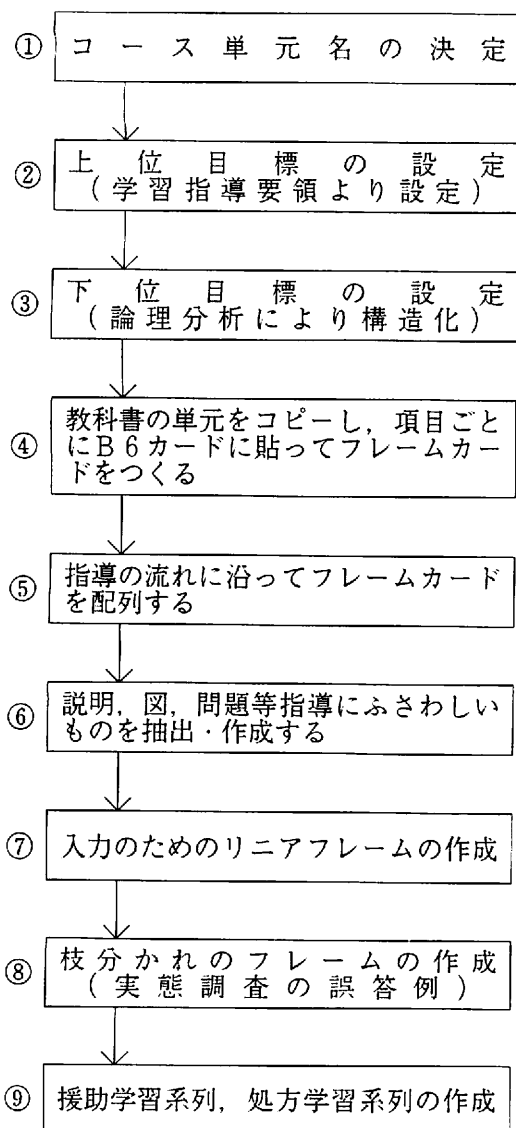 ① コース単元名の決定
② 上位目標の設定
(学習指導要領より設定)
③ 下位目標の設定
(論理分析により構造化)
④ 教科書の単元をコピーし，項目ごと
にB6カードに貼ってフレームカー
ドをつくる
⑤ 指導の流れに沿ってフレームカード
を配列する
⑥ 説明，図，問題等指導にふさわしい
ものを抽出・作成する
⑦ 入力のためのリニアフレームの作成
⑧ 枝分かれのフレームの作成
(実態調査の誤答例)
⑨ 援助学習系列，処方学習系列の作成